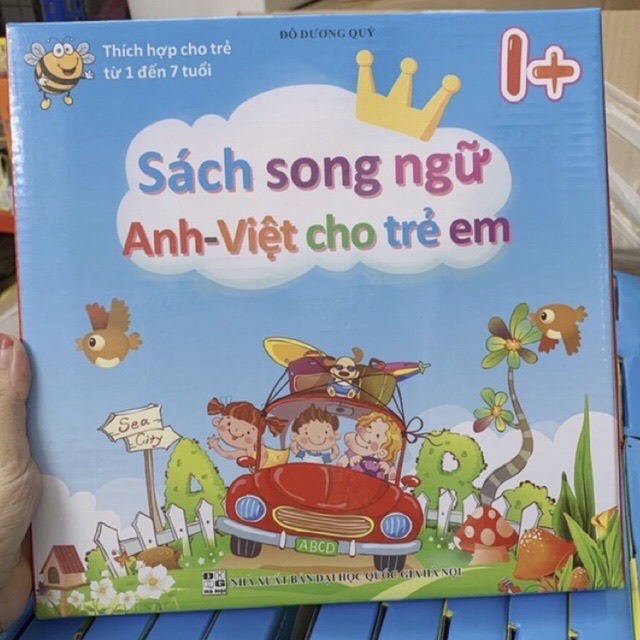 ĐỖ DƯƠNG QUÝ
Thích hợp cho trẻ
từ 1 đến 7 tuổi
1+
Sách song ngữ
Anh-Việt cho trẻ em
Sea
City
A
B
ABCD
NHÀ XUẤT BẢN ĐẠI HỌC QUỐC GIA HÀ NỘI